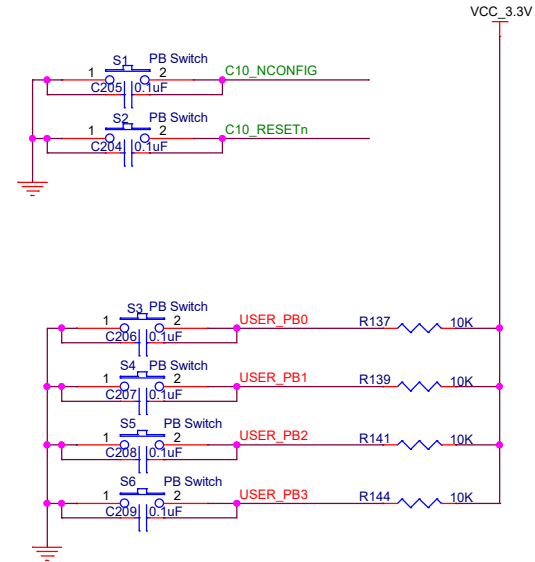 VCC_3.3V
S1 PB Switch
1 2 C10_NCONFIG
C205 0.1uF
S2 PB Switch
1 2 C10_RESETn
C204 0.1uF
S3 PB Switch
1 2 USER_PB0 R137 10K
C206 0.1uF
S4 PB Switch
1 2 USER_PB1 R139 10K
C207 0.1uF
S5 PB Switch
1 2 USER_PB2 R141 10K
C208 0.1uF
S6 PB Switch
1 2 USER_PB3 R144 10K
C209 0.1uF